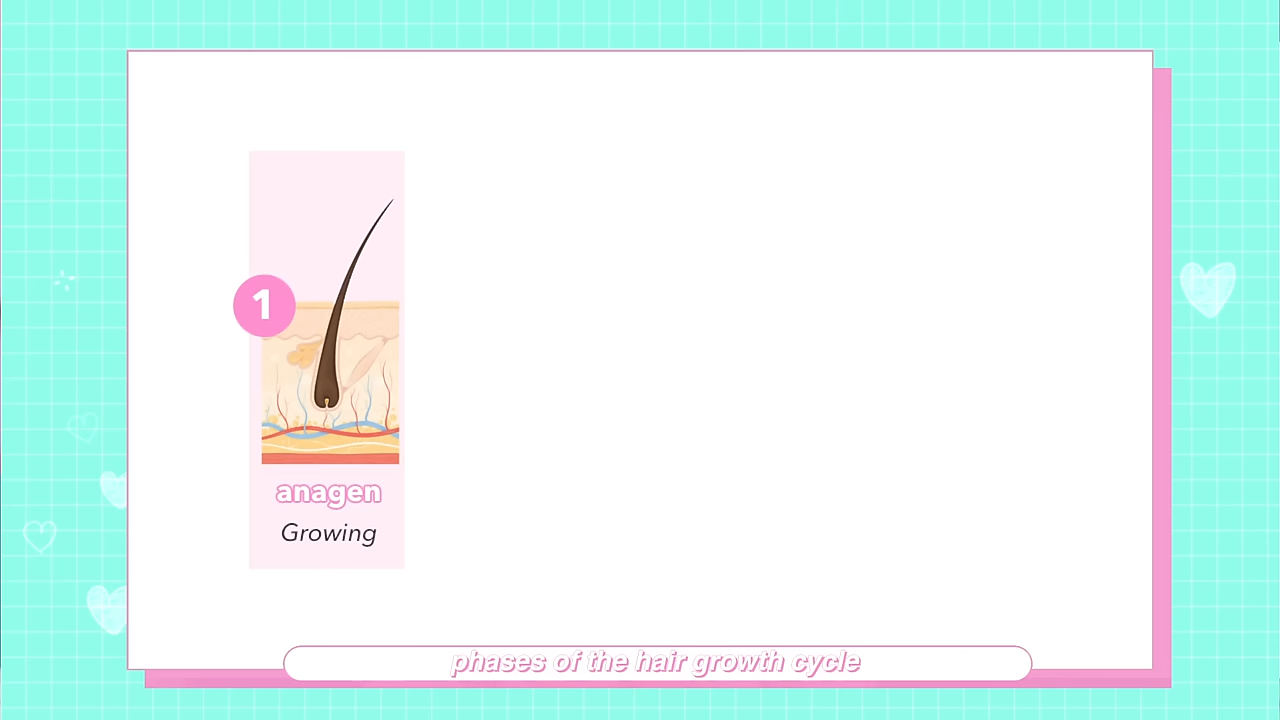 1
anagen
Growing
phases of the hair growth cycle